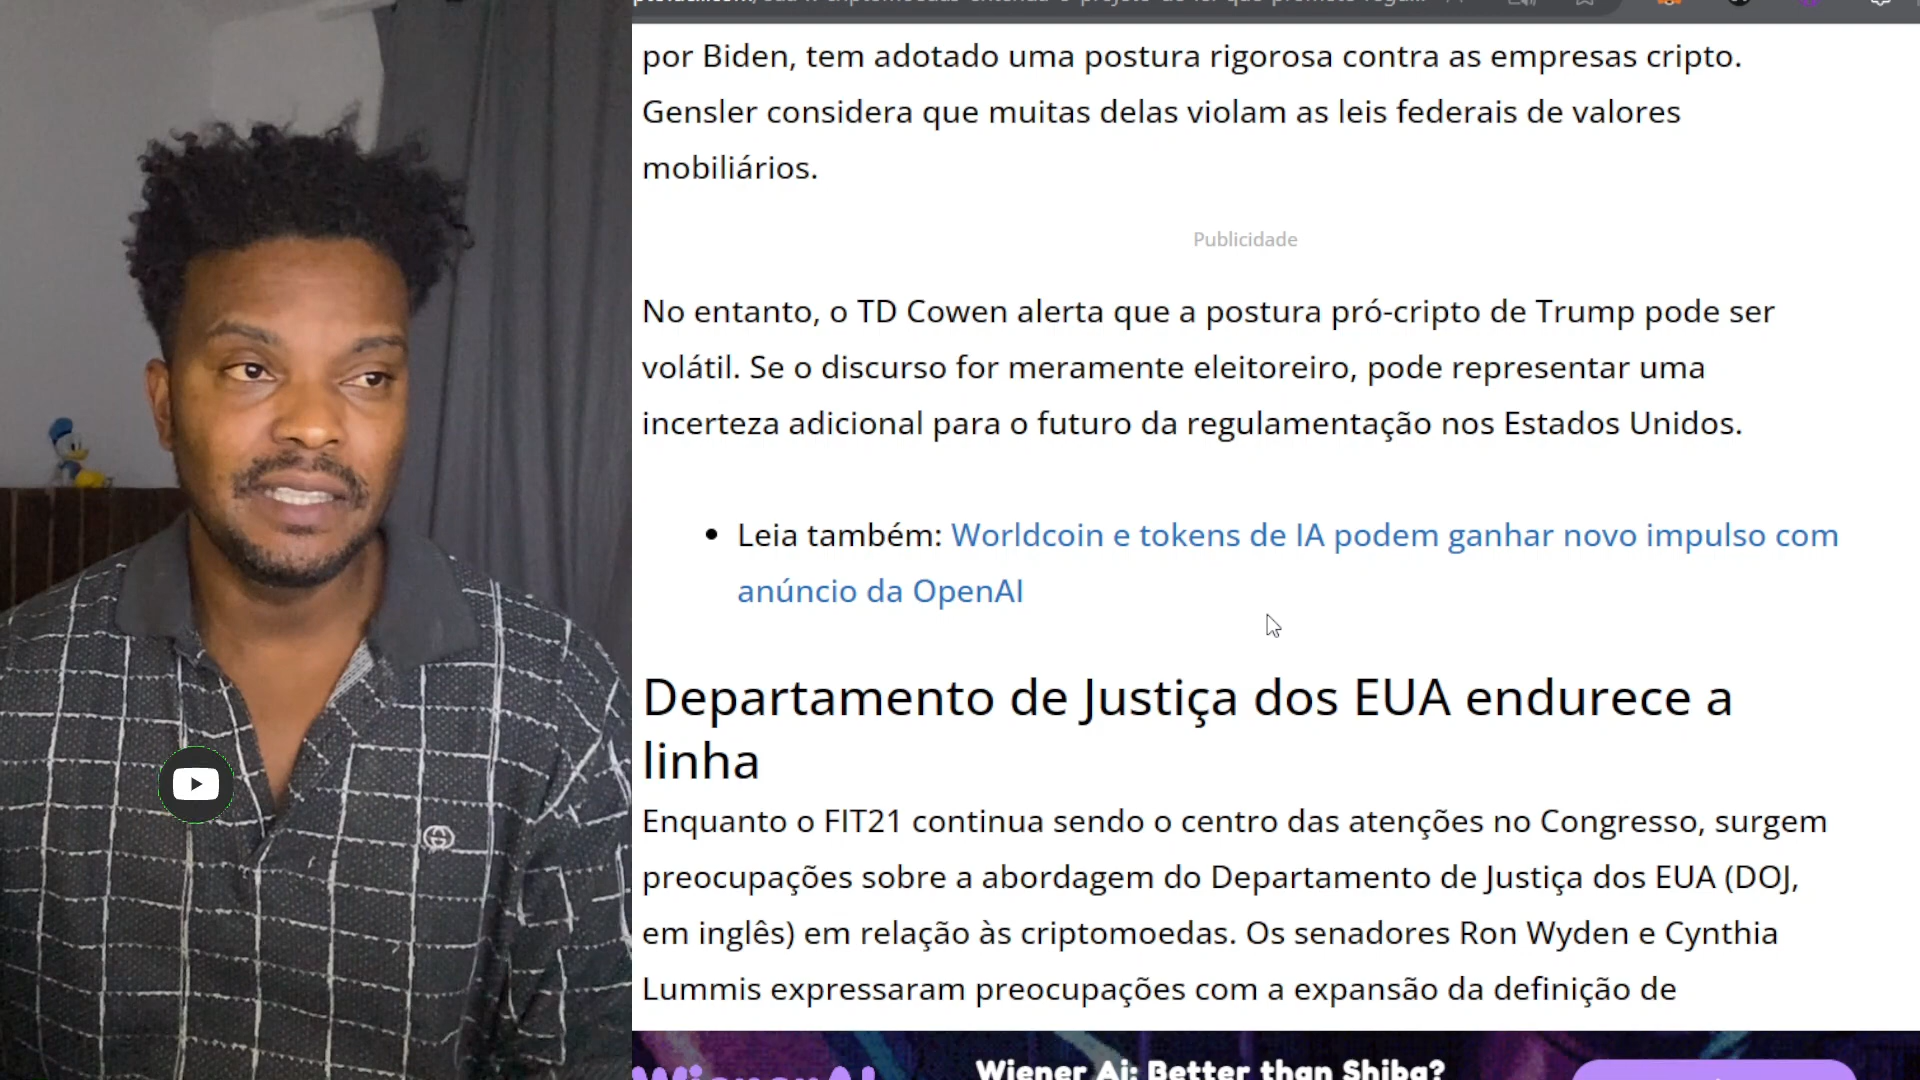 por Biden, tem adotado uma postura rigorosa contra as empresas cripto.
Gensler considera que muitas delas violam as leis federais de valores
mobiliários.
Publicidade
No entanto, o TD Cowen alerta que a postura pró-cripto de Trump pode ser
volátil. Se o discurso for meramente eleitoreiro, pode representar uma
incerteza adicional para o futuro da regulamentação nos Estados Unidos.
• Leia também: Worldcoin e tokens de IA podem ganhar novo impulso com
anúncio da OpenAI
Departamento de Justiça dos EUA endurece a
linha
Enquanto o FIT21 continua sendo o centro das atenções no Congresso, surgem
preocupações sobre a abordagem do Departamento de Justiça dos EUA (DOJ,
em inglês) em relação às criptomoedas. Os senadores Ron Wyden e Cynthia
Lummis expressaram preocupações com a expansão da definição de
WienerAI
Wiener Ai: Better than Shiba?